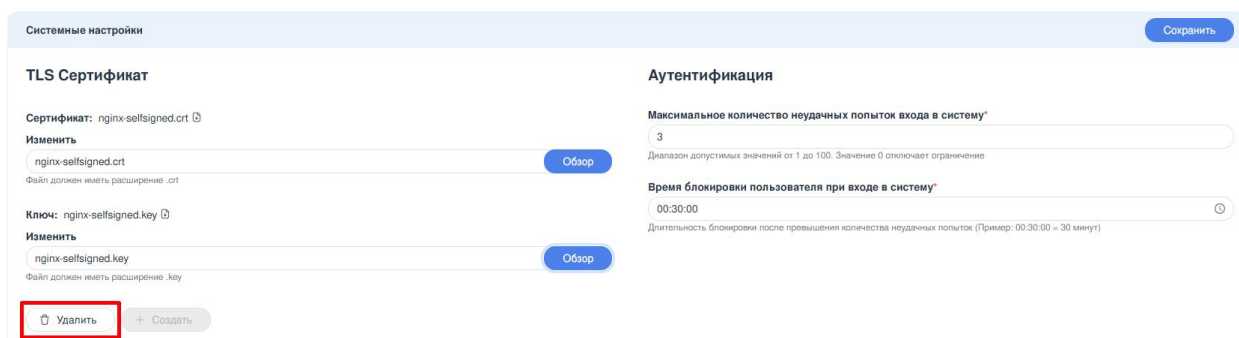 Системные настройки
Сохранить
TLS Сертификат
Сертификат: nginx-selfsigned.crt
Изменить
nginx-selfsigned.crt
Обзор
Файл должен иметь расширение .crt
Ключ: nginx-selfsigned.key
Изменить
nginx-selfsigned.key
Обзор
Файл должен иметь расширение .key
Удалить
+ Создать
Аутентификация
Максимальное количество неудачных попыток входа в систему*
3
Диапазон допустимых значений от 1 до 100. Значение 0 отключает ограничение
Время блокировки пользователя при входе в систему*
00:30:00
Длительность блокировки после превышения количества неудачных попыток (Пример: 00:30:00 = 30 минут)